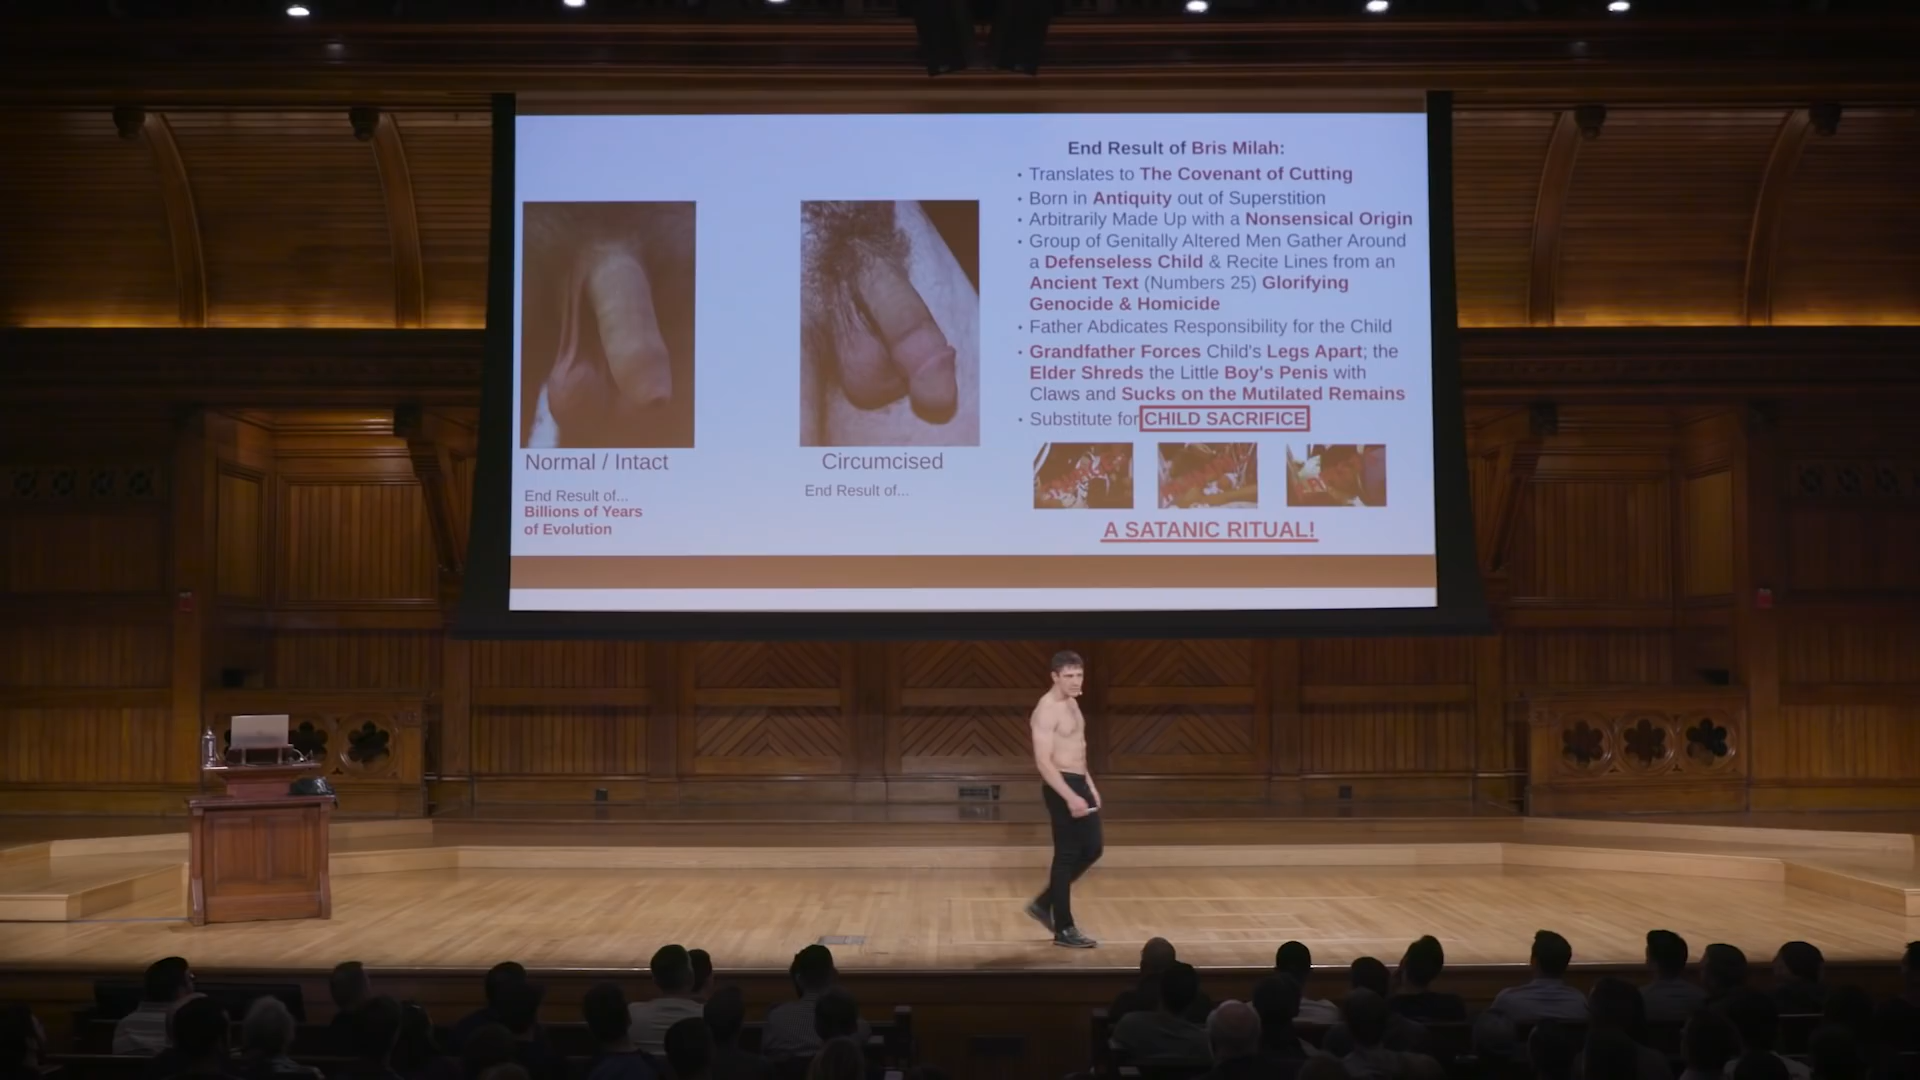 Normal / Intact
End Result of...
Billions of Years
of Evolution
Circumcised
End Result of...
End Result of Bris Milah:
• Translates to The Covenant of Cutting
• Born in Antiquity out of Superstition
• Arbitrarily Made Up with a Nonsensical Origin
• Group of Genitally Altered Men Gather Around
a Defenseless Child & Recite Lines from an
Ancient Text (Numbers 25) Glorifying
Genocide & Homicide
• Father Abdicates Responsibility for the Child
• Grandfather Forces Child's Legs Apart; the
Elder Shreds the Little Boy's Penis with
Claws and Sucks on the Mutilated Remains
• Substitute for CHILD SACRIFICE
A SATANIC RITUAL!